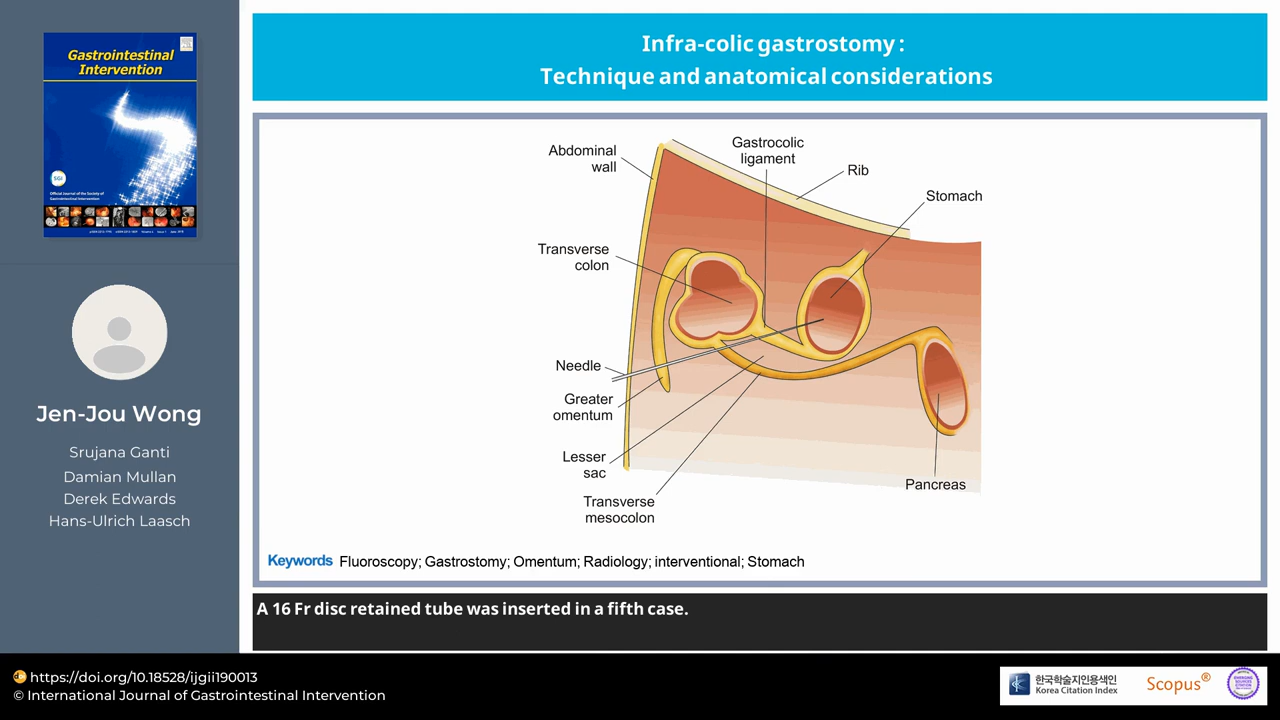 Gastrointestinal
Intervention
SGI
Official Journal of the Society of
Gastrointestinal Intervention
Jen-Jou Wong
Srujana Ganti
Damian Mullan
Derek Edwards
Hans-Ulrich Laasch
Infra-colic gastrostomy :
Technique and anatomical considerations
Abdominal
wall
Gastrocolic
ligament
Rib
Stomach
Transverse
colon
Needle
Greater
omentum
Lesser
sac
Transverse
mesocolon
Pancreas
Keywords Fluoroscopy; Gastrostomy; Omentum; Radiology; interventional; Stomach
A 16 Fr disc retained tube was inserted in a fifth case.
https://doi.org/10.18528/ijgii190013
© International Journal of Gastrointestinal Intervention
한국학술지인용색인
Korea Citation Index
Scopus®